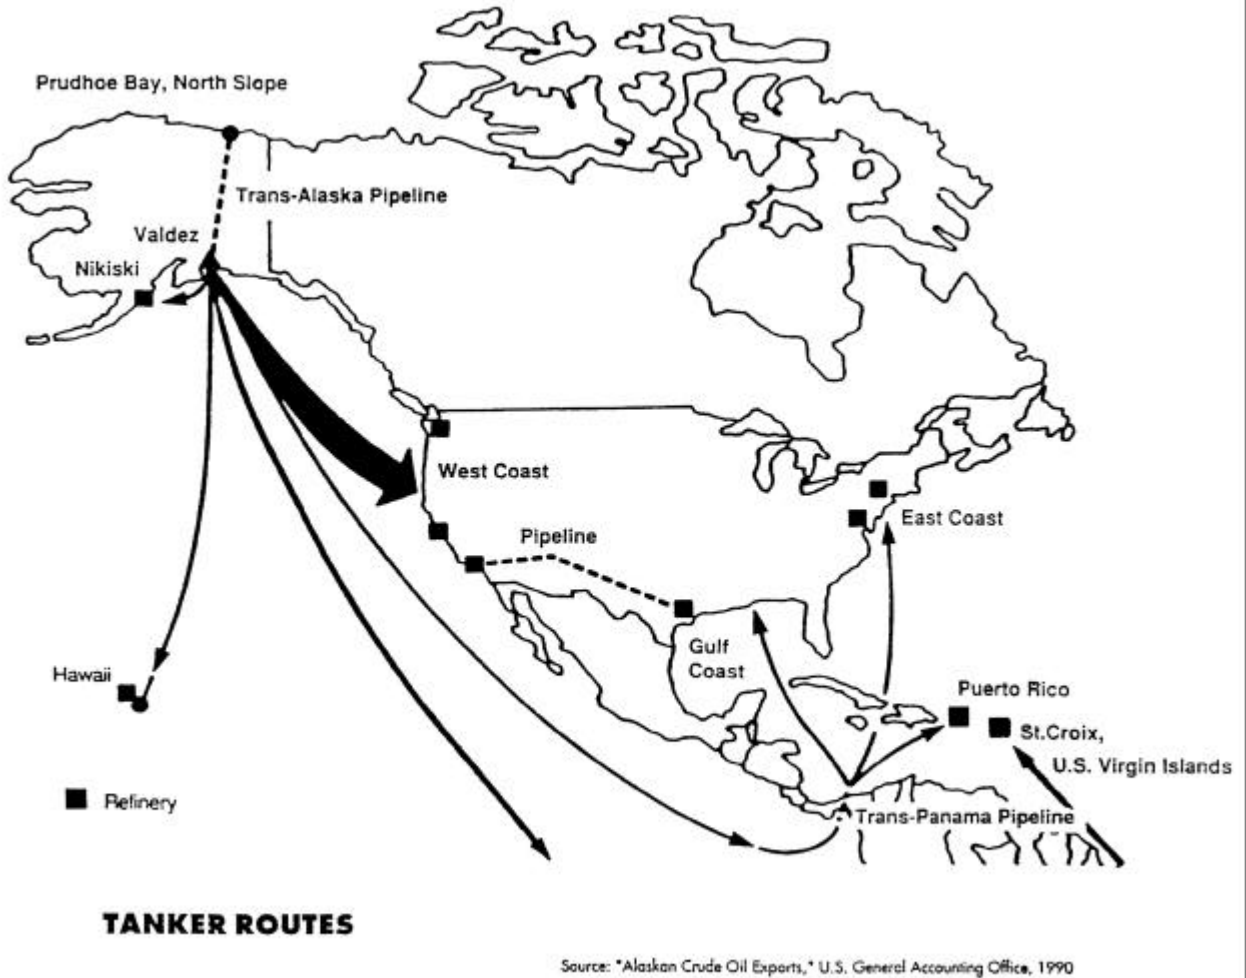 Prudhoe Bay, North Slope
Trans-Alaska Pipeline
Valdez
Nikiski
West Coast
East Coast
Pipeline
Gulf
Coast
Hawaii
Puerto Rico
St.Croix,
U.S. Virgin Islands
Refinery
Trans-Panama Pipeline
TANKER ROUTES
Source: "Alaskan Crude Oil Exports," U.S. General Accounting Office, 1990